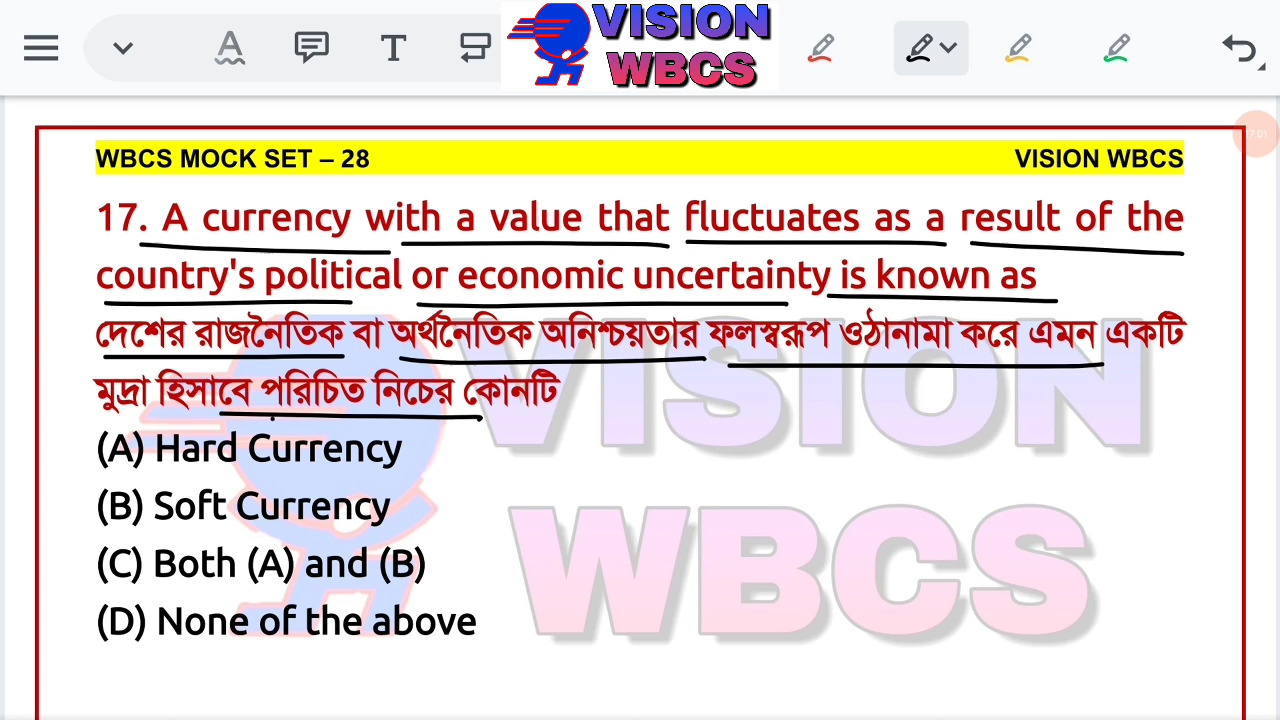 VISION
WBCS
WBCS MOCK SET – 28 VISION WBCS
17. A currency with a value that fluctuates as a result of the
country's political or economic uncertainty is known as
দেশের রাজনৈতিক বা অর্থনৈতিক অনিশ্চয়তার ফলস্বরূপ ওঠানামা করে এমন একটি
মুদ্রা হিসাবে পরিচিত নিচের কোনটি
(A) Hard Currency
(B) Soft Currency
(C) Both (A) and (B)
(D) None of the above
VISION
WBCS